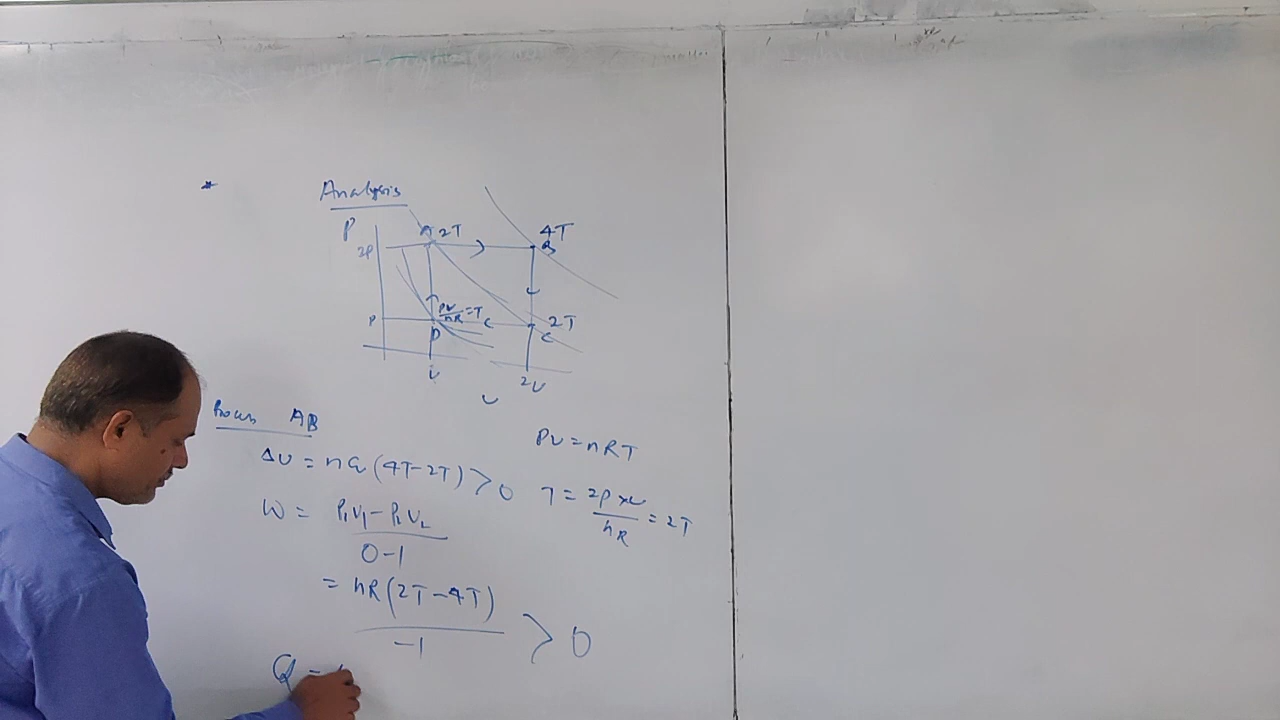 *
Analysis
P
A 2T
4T
2P
B
PV/nR = T
P
2T
D
C
V
2V
Process AB
PV = nRT
ΔU = nCv (4T-2T) > 0
T = 2P×V/nR = 2T
W = P1V1 - P2V2
0-1
= nR(2T-4T)
-1
> 0
Q =